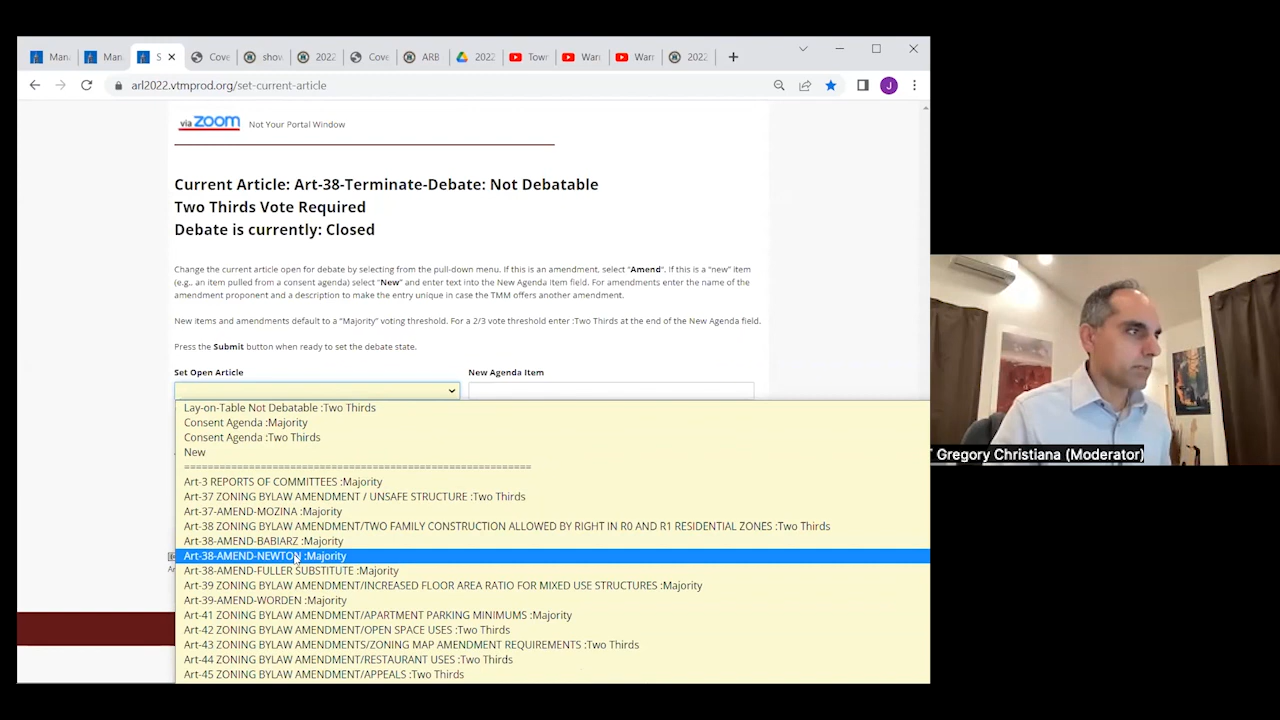 Man
Man
S
Cove
show
2022
Cove
ARB
2022
Town
Warr
Warr
2022
arl2022.vtmprod.org/set-current-article
J
via zoom Not Your Portal Window
Current Article: Art-38-Terminate-Debate: Not Debatable
Two Thirds Vote Required
Debate is currently: Closed
Change the current article open for debate by selecting from the pull-down menu. If this is an amendment, select "Amend". If this is a "new" item
(e.g., an item pulled from a consent agenda) select "New" and enter text into the New Agenda Item field. For amendments enter the name of the
amendment proponent and a description to make the entry unique in case the TMM offers another amendment.
New items and amendments default to a "Majority" voting threshold. For a 2/3 vote threshold enter :Two Thirds at the end of the New Agenda field.
Press the Submit button when ready to set the debate state.
Set Open Article New Agenda Item
Lay-on-Table Not Debatable :Two Thirds
Consent Agenda :Majority
Consent Agenda :Two Thirds
New
===========================================================
Art-3 REPORTS OF COMMITTEES :Majority
Art-37 ZONING BYLAW AMENDMENT / UNSAFE STRUCTURE :Two Thirds
Art-37-AMEND-MOZINA :Majority
Art-38 ZONING BYLAW AMENDMENT/TWO FAMILY CONSTRUCTION ALLOWED BY RIGHT IN R0 AND R1 RESIDENTIAL ZONES :Two Thirds
Art-38-AMEND-BABIARZ :Majority
Art-38-AMEND-NEWTON :Majority
Art-38-AMEND-FULLER SUBSTITUTE :Majority
Art-39 ZONING BYLAW AMENDMENT/INCREASED FLOOR AREA RATIO FOR MIXED USE STRUCTURES :Majority
Art-39-AMEND-WORDEN :Majority
Art-41 ZONING BYLAW AMENDMENT/APARTMENT PARKING MINIMUMS :Majority
Art-42 ZONING BYLAW AMENDMENT/OPEN SPACE USES :Two Thirds
Art-43 ZONING BYLAW AMENDMENTS/ZONING MAP AMENDMENT REQUIREMENTS :Two Thirds
Art-44 ZONING BYLAW AMENDMENT/RESTAURANT USES :Two Thirds
Art-45 ZONING BYLAW AMENDMENT/APPEALS :Two Thirds
Gregory Christiana (Moderator)